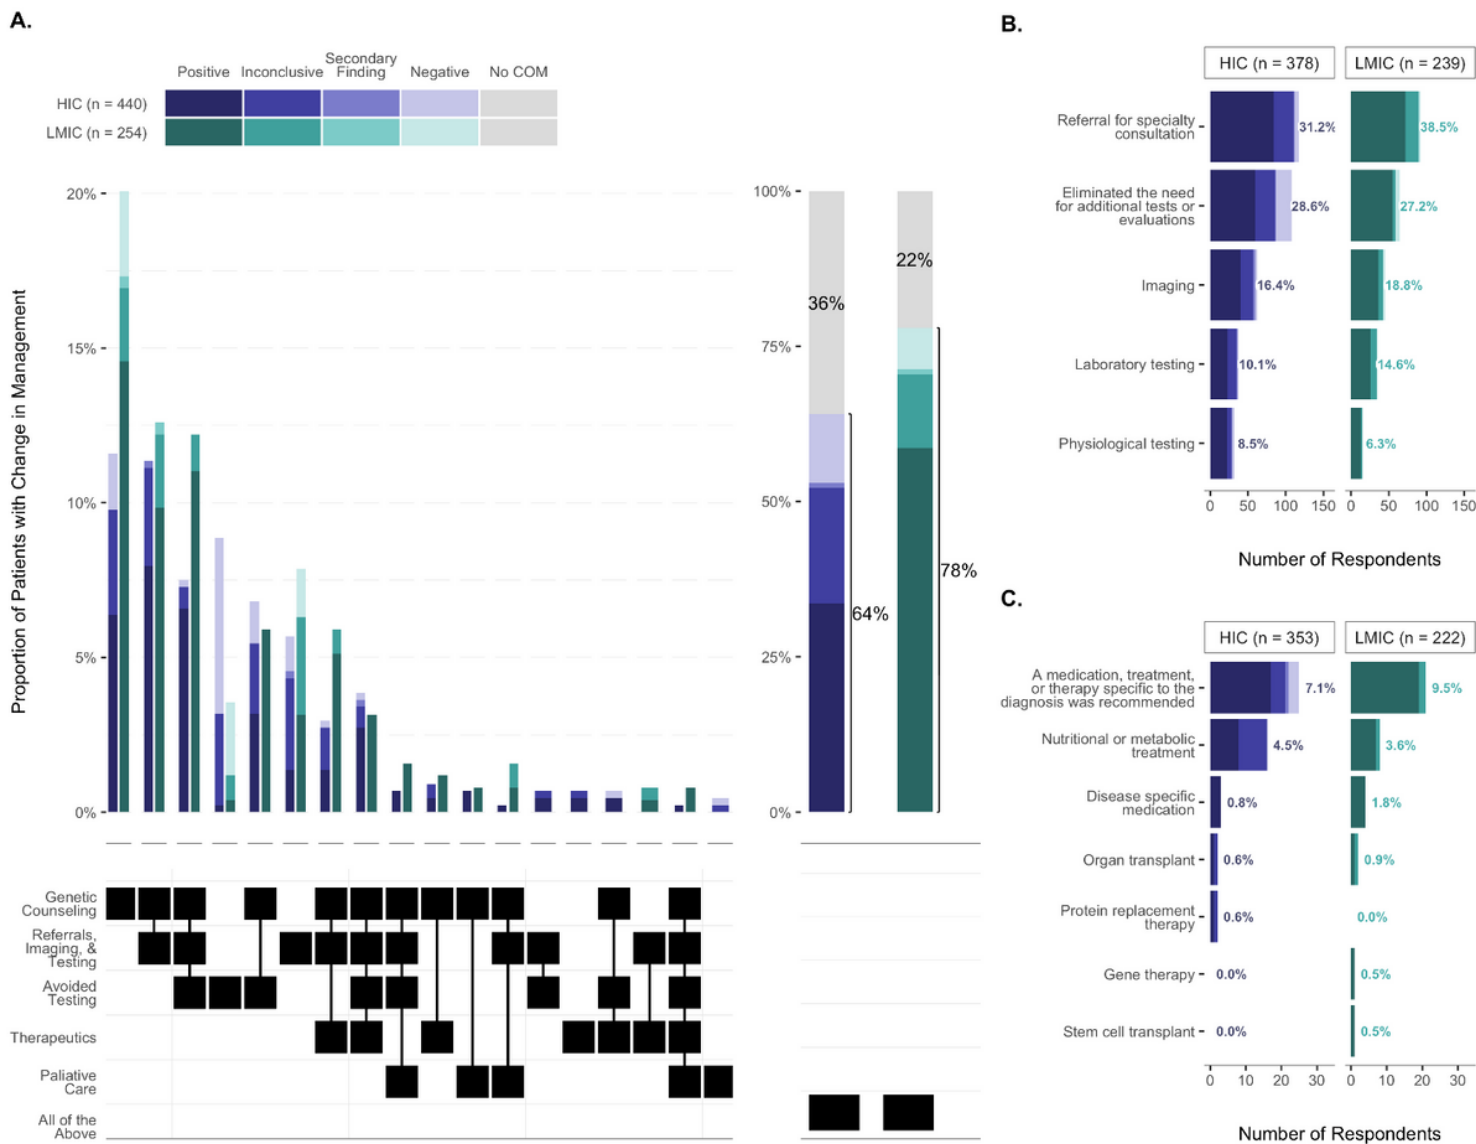 A.
Positive Inconclusive Secondary Finding Negative No COM
HIC (n = 440)
LMIC (n = 254)
Proportion of Patients with Change in Management
20%
15%
10%
5%
0%
100%
75%
50%
25%
0%
36%
22%
64%
78%
Genetic
Counseling
Referrals,
Imaging, &
Testing
Avoided
Testing
Therapeutics
Paliative
Care
All of the
Above
B.
HIC (n = 378) LMIC (n = 239)
Referral for specialty
consultation
31.2% 38.5%
Eliminated the need
for additional tests or
evaluations
28.6% 27.2%
Imaging
16.4% 18.8%
Laboratory testing
10.1% 14.6%
Physiological testing
8.5% 6.3%
0 50 100 150 0 50 100 150
Number of Respondents
C.
HIC (n = 353) LMIC (n = 222)
A medication, treatment,
or therapy specific to the
diagnosis was recommended
7.1% 9.5%
Nutritional or metabolic
treatment
4.5% 3.6%
Disease specific
medication
0.8% 1.8%
Organ transplant
0.6% 0.9%
Protein replacement
therapy
0.6% 0.0%
Gene therapy
0.0% 0.5%
Stem cell transplant
0.0% 0.5%
0 10 20 30 0 10 20 30
Number of Respondents